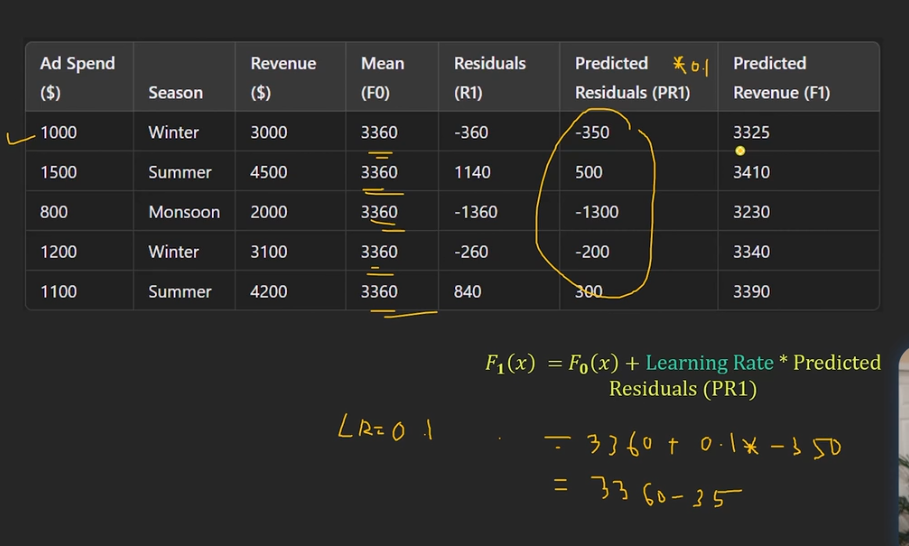 Ad Spend ($) Season Revenue ($) Mean (F0) Residuals (R1) Predicted Residuals (PR1) * 0.1 Predicted Revenue (F1)
1000 Winter 3000 3360 -360 -350 3325
1500 Summer 4500 3360 1140 500 3410
800 Monsoon 2000 3360 -1360 -1300 3230
1200 Winter 3100 3360 -260 -200 3340
1100 Summer 4200 3360 840 300 3390
F₁(x) = F₀(x) + Learning Rate * Predicted
Residuals (PR1)
LR=0.1
= 3360 + 0.1* -350
= 3360-35